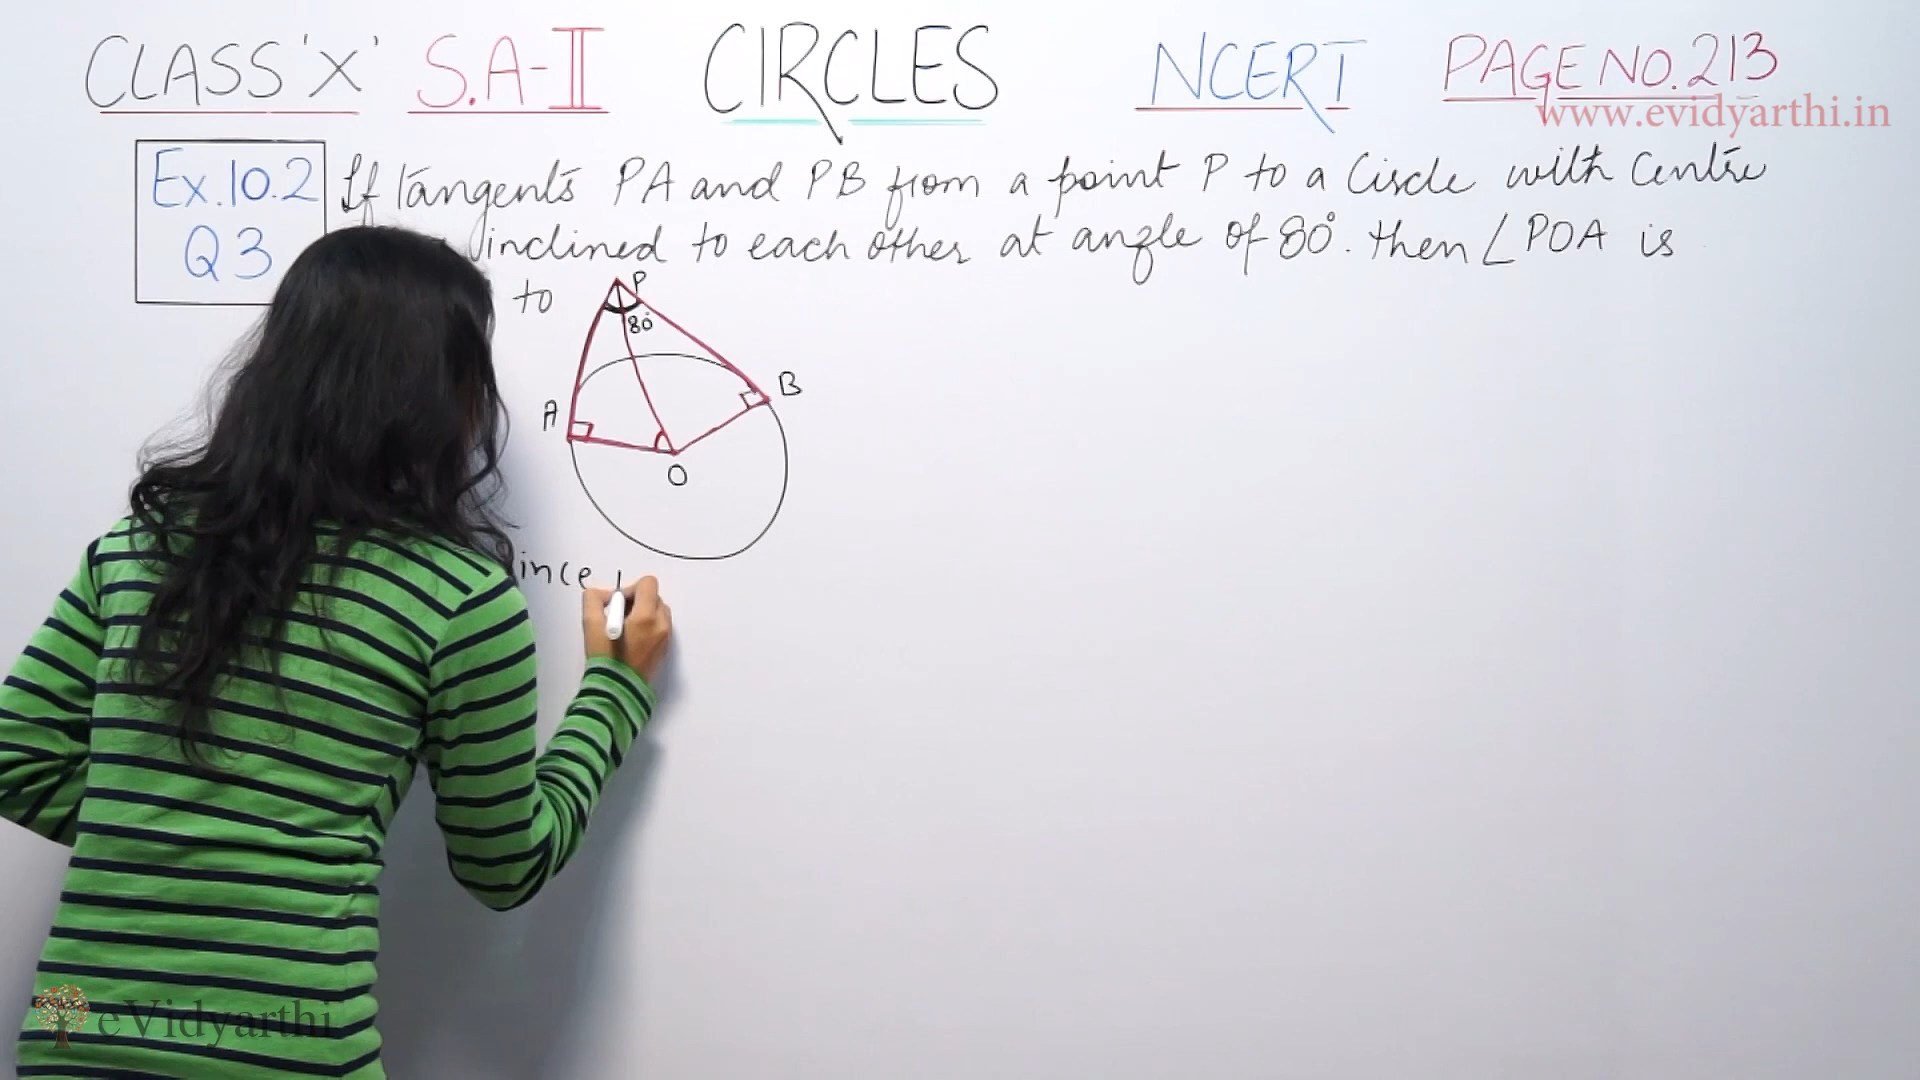 CLASS 'X' S.A-II CIRCLES NCERT PAGE NO. 213
www.evidyarthi.in
Ex.10.2
Q3
If tangents PA and PB from a point P to a Circle with Centre
inclined to each other at angle of 80°. then ∠POA is
to
P
80°
B
A
O
ince
eVidyarthi